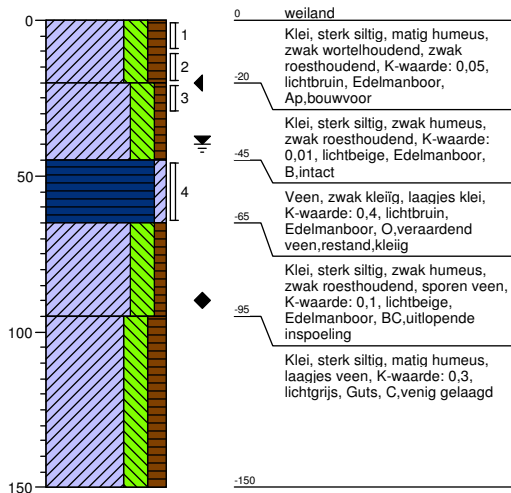 0
50
100
150
1
2
3
4
0
weiland
Klei, sterk siltig, matig humeus,
zwak wortelhoudend, zwak
roesthoudend, K-waarde: 0,05,
lichtbruin, Edelmanboor,
Ap,bouwvoor
-20
Klei, sterk siltig, zwak humeus,
zwak roesthoudend, K-waarde:
0,01, lichtbeige, Edelmanboor,
B,intact
-45
Veen, zwak kleiïg, laagjes klei,
K-waarde: 0,4, lichtbruin,
Edelmanboor, O,veraardend
veen,restand,kleiig
-65
Klei, sterk siltig, zwak humeus,
zwak roesthoudend, sporen veen,
K-waarde: 0,1, lichtbeige,
Edelmanboor, BC,uitlopende
inspoeling
-95
Klei, sterk siltig, matig humeus,
laagjes veen, K-waarde: 0,3,
lichtgrijs, Guts, C,venig gelaagd
-150